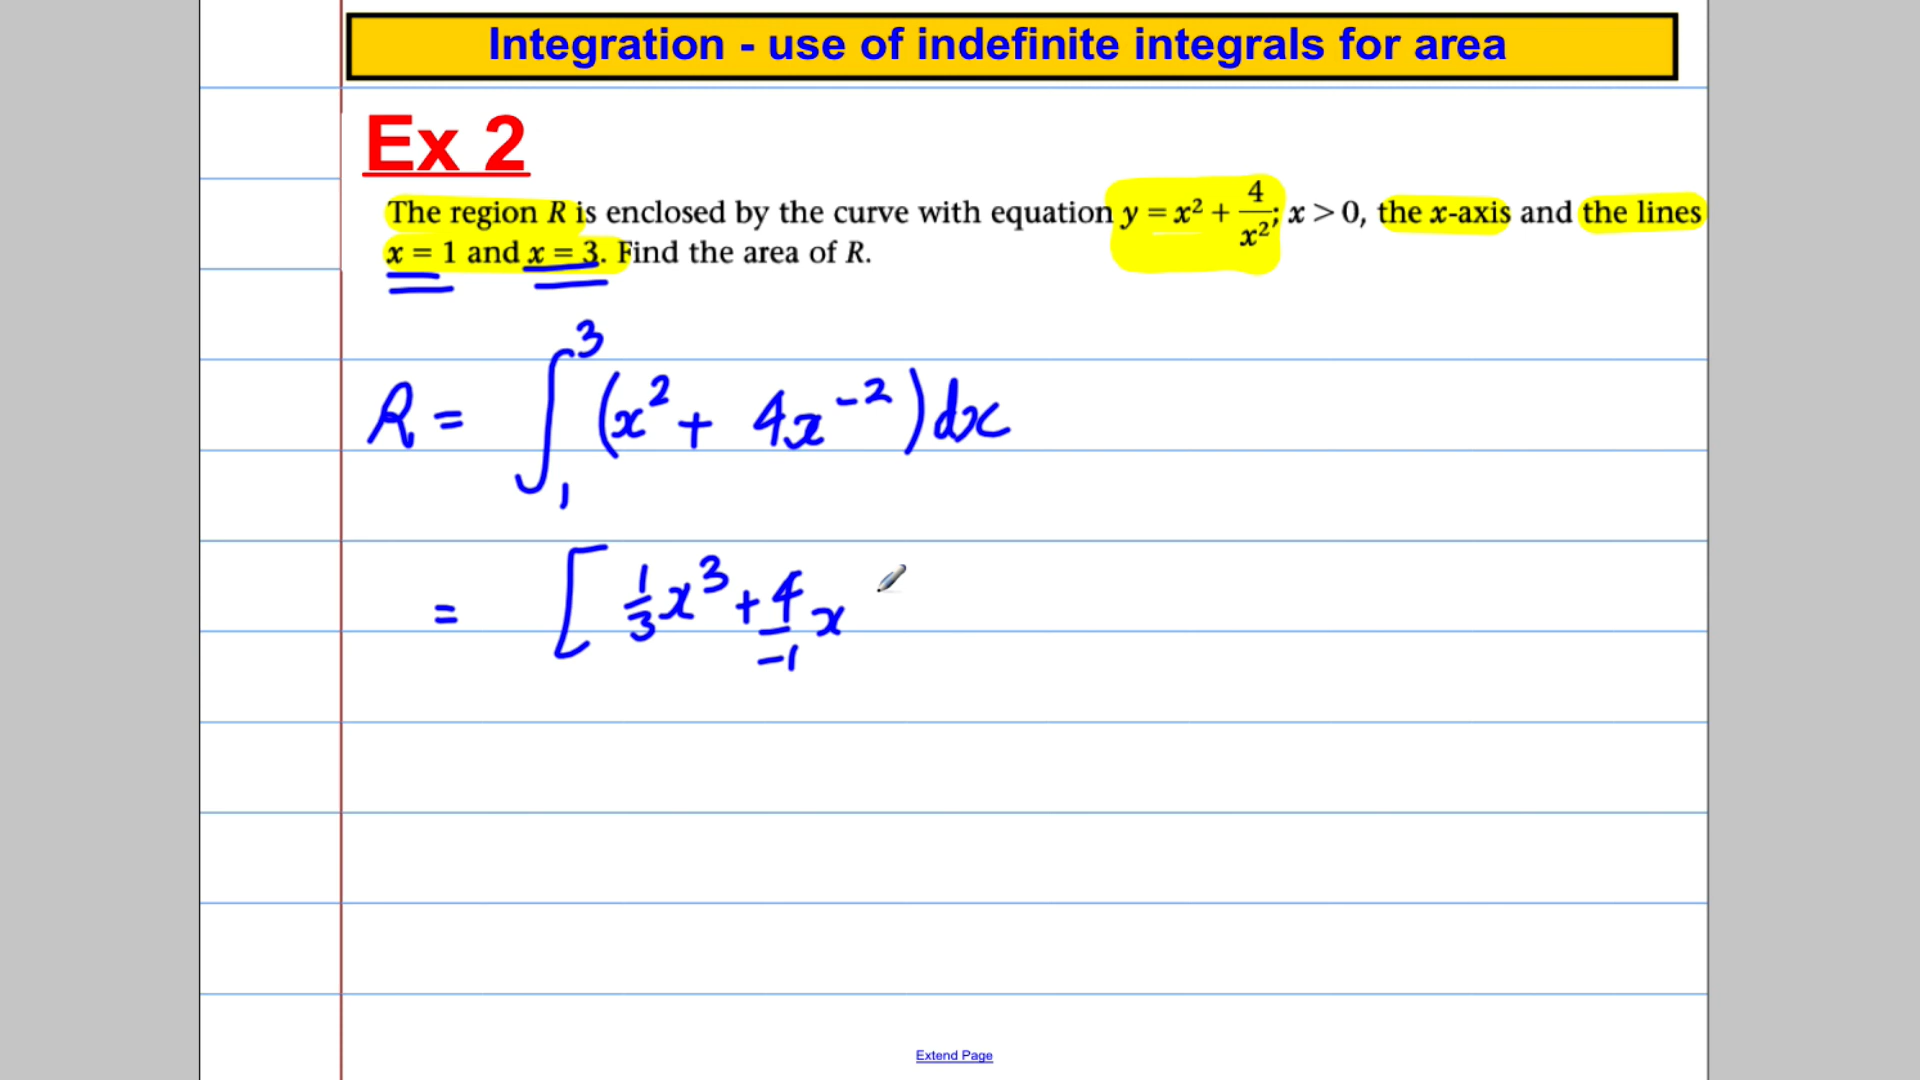 Integration - use of indefinite integrals for area
Ex 2
The region R is enclosed by the curve with equation y = x² + 4/x²; x > 0, the x-axis and the lines
x = 1 and x = 3. Find the area of R.
R = ∫₁³ (x² + 4x⁻²) dx
= [ 1/3 x³ + 4/-1 x
Extend Page